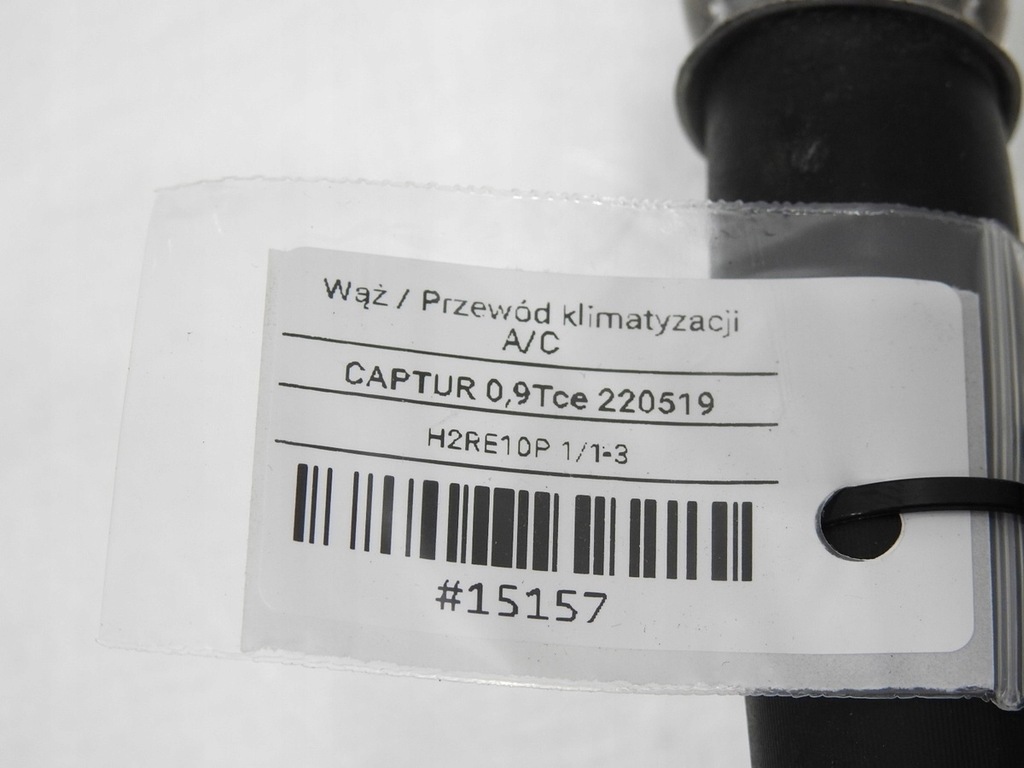 Wąż / Przewód klimatyzacji
A/C
CAPTUR 0,9Tce 220519
H2RE10P 1/1-3
#15157